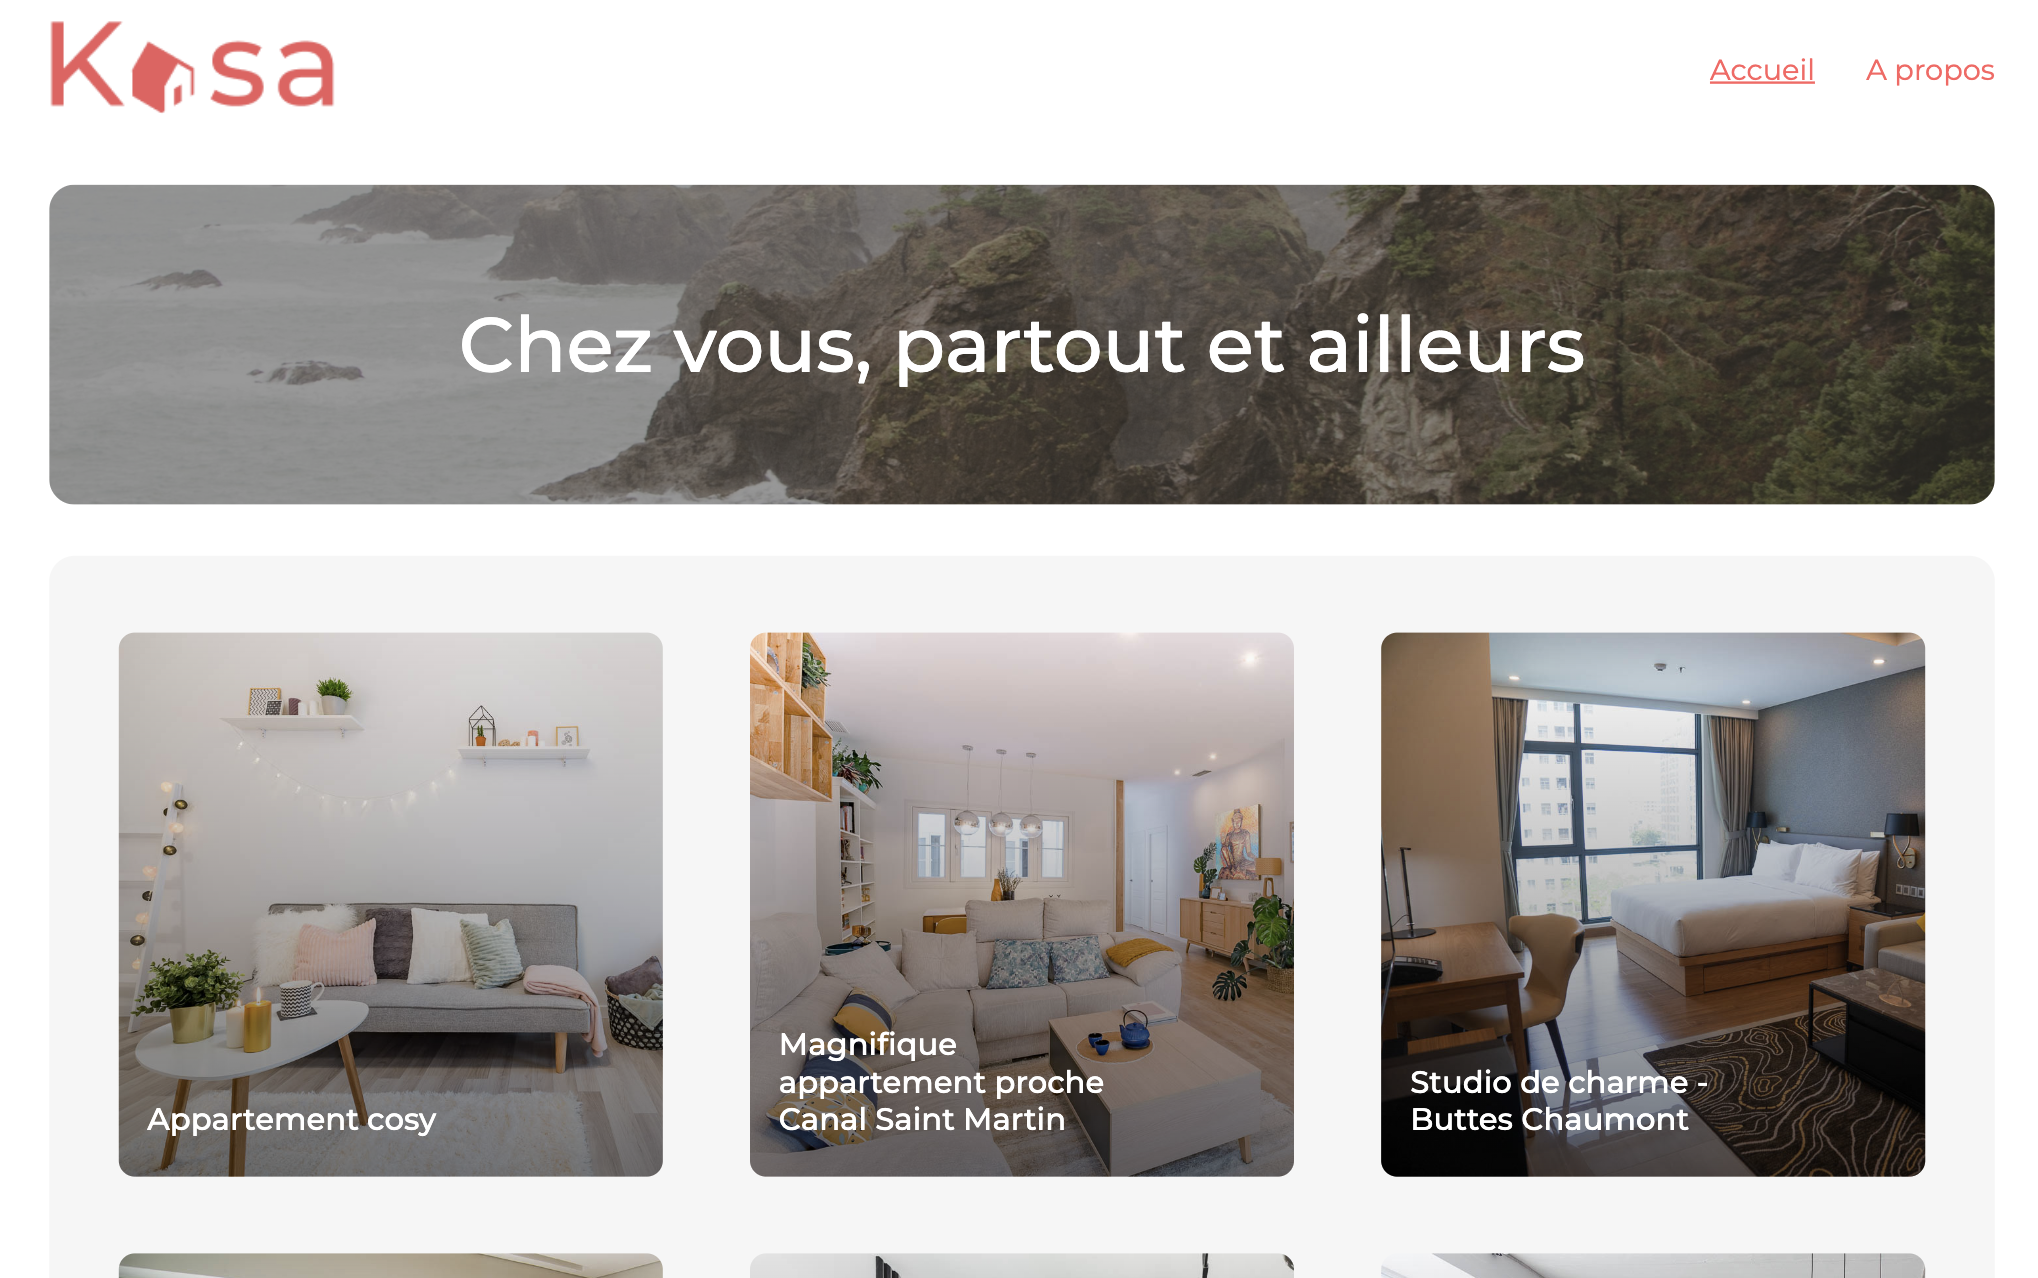 Kasa
Accueil
A propos
Chez vous, partout et ailleurs
Appartement cosy
Magnifique
appartement proche
Canal Saint Martin
Studio de charme -
Buttes Chaumont